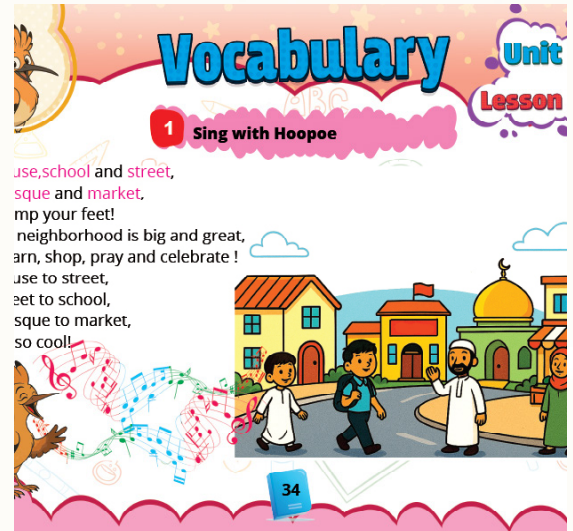 Vocabulary
Unit
Lesson
ABC
1
Sing with Hoopoe
use,school and street,
sque and market,
mp your feet!
neighborhood is big and great,
arn, shop, pray and celebrate !
use to street,
eet to school,
sque to market,
so cool!
34